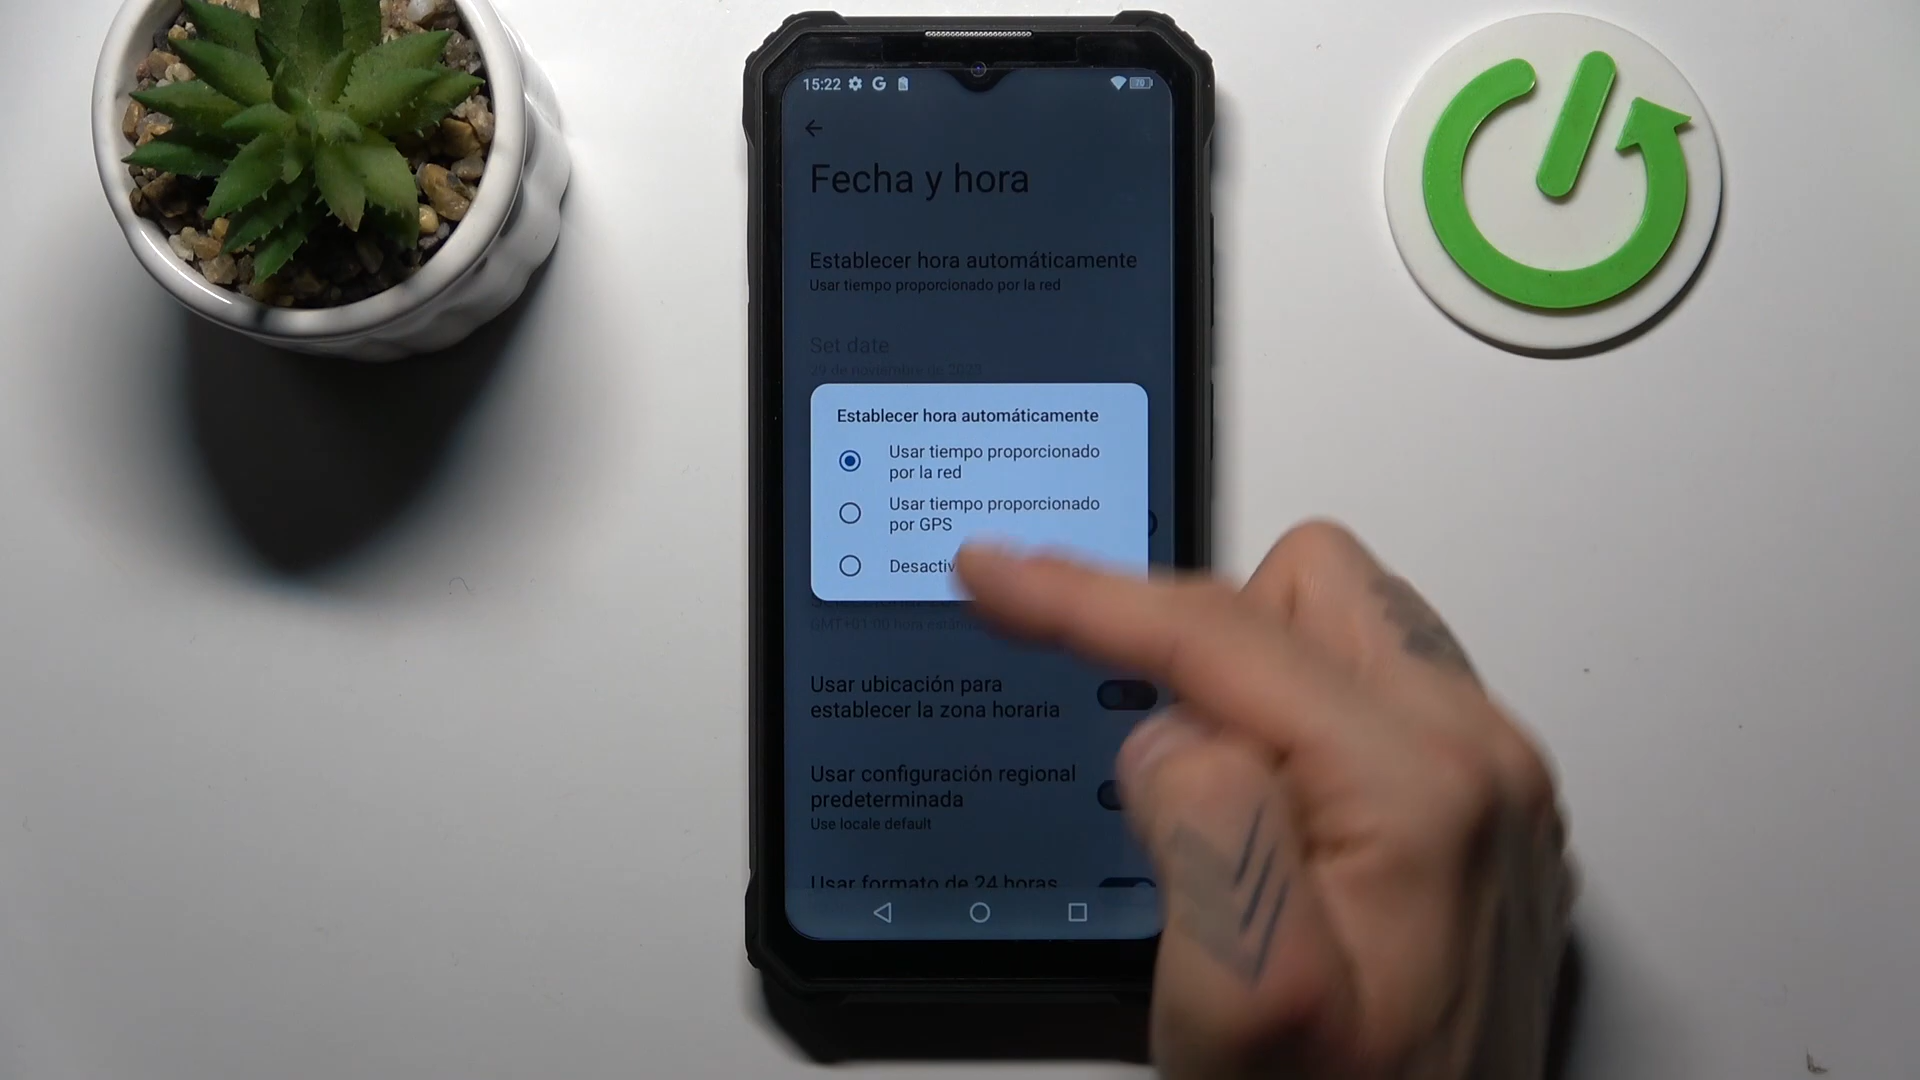 15:22
70
Fecha y hora
Establecer hora automáticamente
Usar tiempo proporcionado por la red
Set date
29 de noviembre de 2023
Establecer hora automáticamente
Usar tiempo proporcionado
por la red
Usar tiempo proporcionado
por GPS
Desactiv
GMT+01:00 hora estánd
Usar ubicación para
establecer la zona horaria
Usar configuración regional
predeterminada
Use locale default
Usar formato de 24 horas